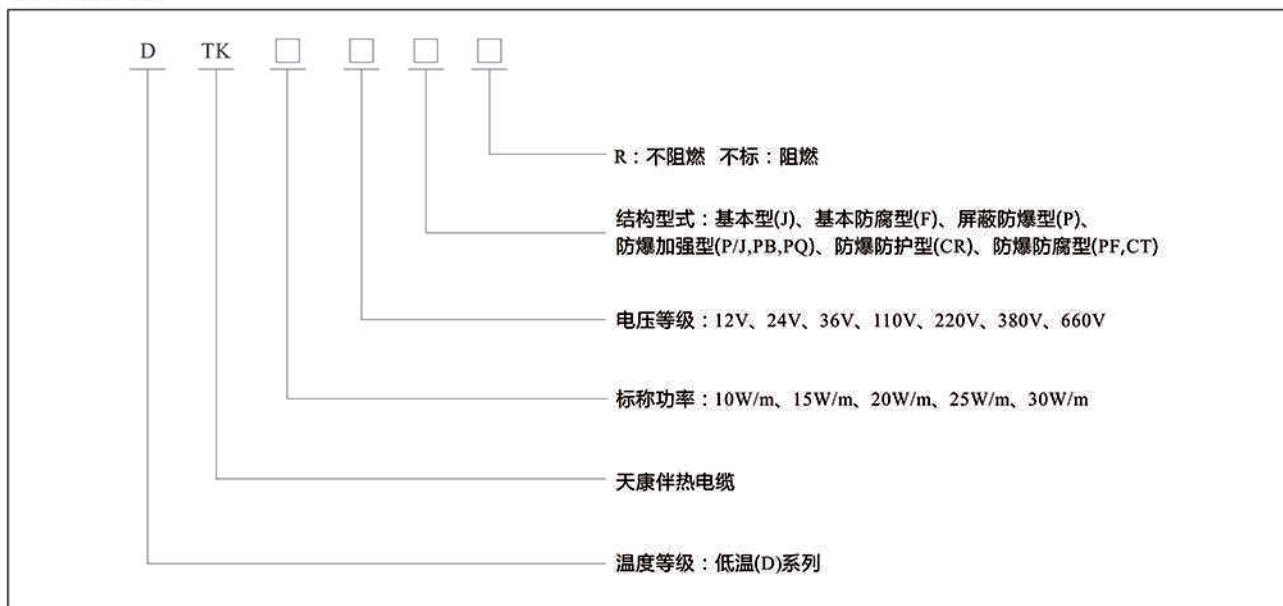 D TK □ □ □ □
R：不阻燃 不标：阻燃
结构型式：基本型(J)、基本防腐型(F)、屏蔽防爆型(P)、
防爆加强型(P/J,PB,PQ)、防爆防护型(CR)、防爆防腐型(PF,CT)
电压等级：12V、24V、36V、110V、220V、380V、660V
标称功率：10W/m、15W/m、20W/m、25W/m、30W/m
天康伴热电缆
温度等级：低温(D)系列